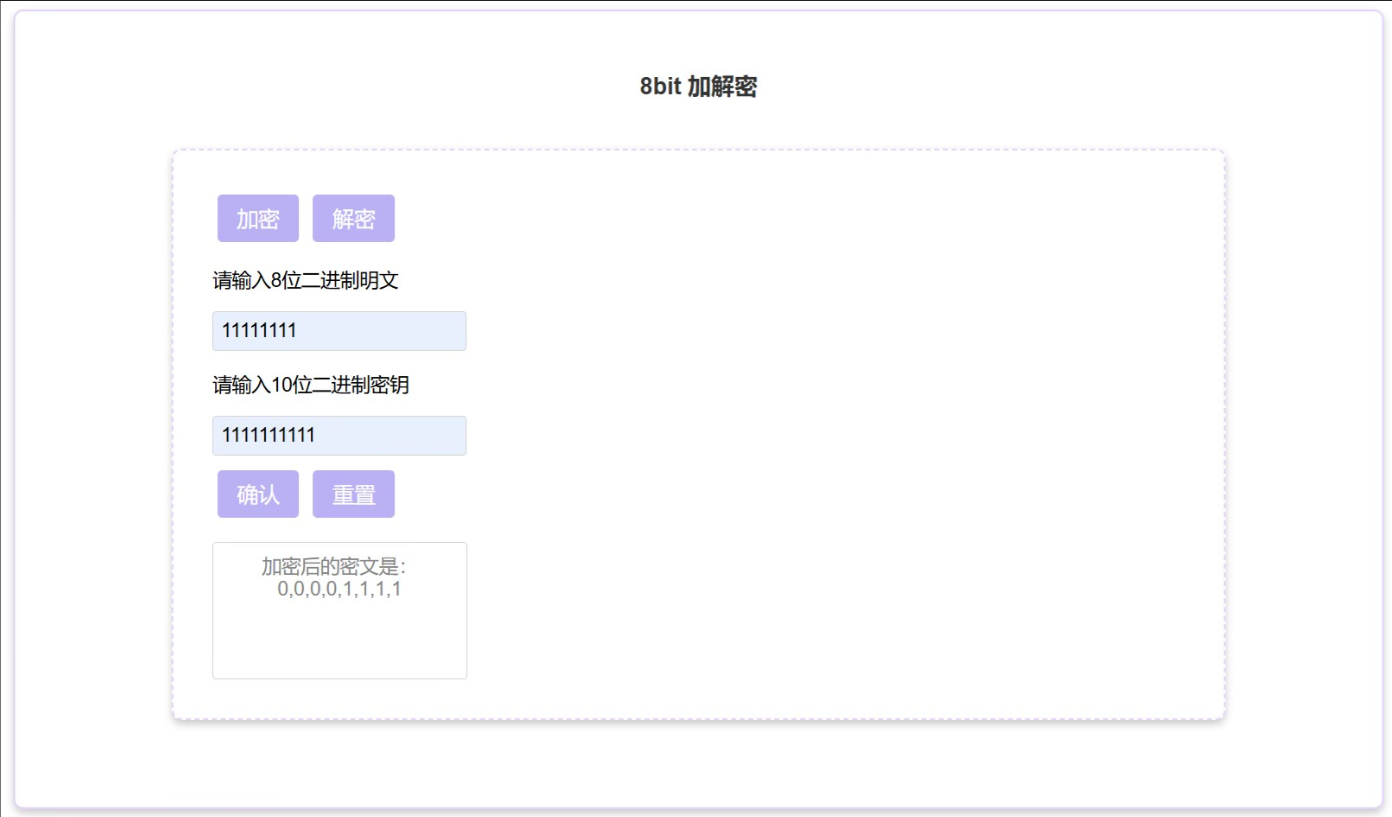 8bit 加解密
加密 解密
请输入8位二进制明文
11111111
请输入10位二进制密钥
1111111111
确认 重置
加密后的密文是：
0,0,0,0,1,1,1,1